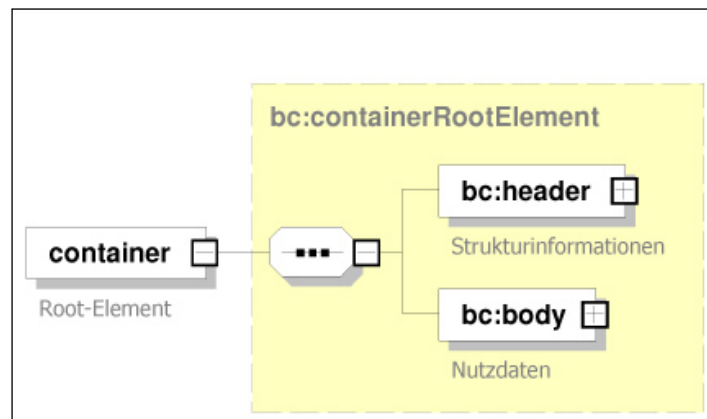 bc:containerRootElement
bc:header
Strukturinformationen
container
Root-Element
bc:body
Nutzdaten